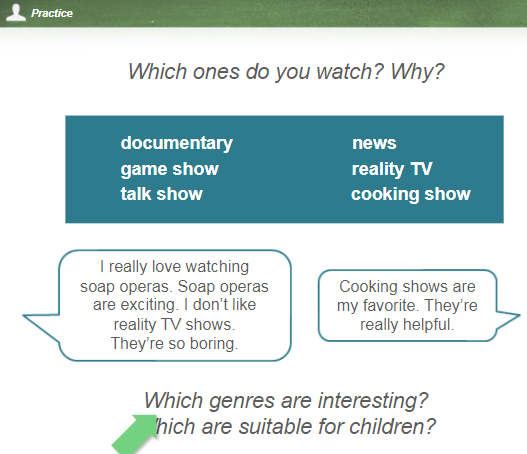 Practice
Which ones do you watch? Why?
documentary
game show
talk show
news
reality TV
cooking show
I really love watching
soap operas. Soap operas
are exciting. I don't like
reality TV shows.
They're so boring.
Cooking shows are
my favorite. They're
really helpful.
Which genres are interesting?
Which are suitable for children?